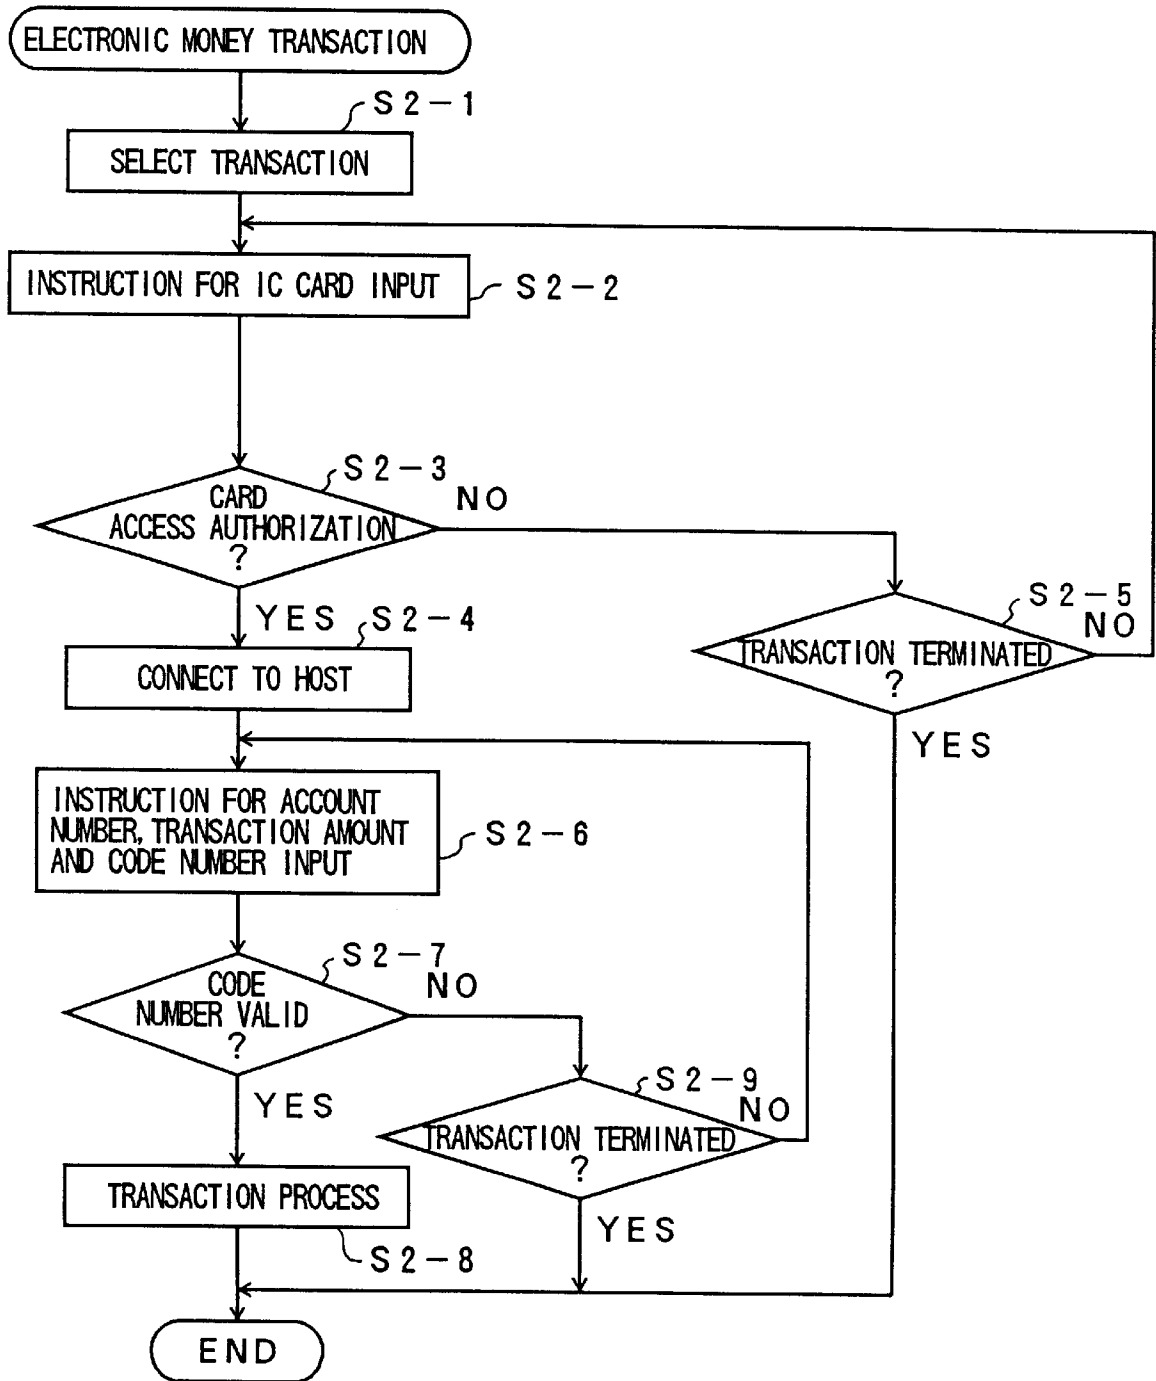 ELECTRONIC MONEY TRANSACTION
S2-1
SELECT TRANSACTION
INSTRUCTION FOR IC CARD INPUT
S2-2
S2-3
CARD
ACCESS AUTHORIZATION
?
NO
YES
S2-4
CONNECT TO HOST
S2-5
NO
TRANSACTION TERMINATED
?
YES
INSTRUCTION FOR ACCOUNT
NUMBER, TRANSACTION AMOUNT
AND CODE NUMBER INPUT
S2-6
S2-7
CODE
NUMBER VALID
?
NO
YES
S2-9
NO
TRANSACTION TERMINATED
?
YES
TRANSACTION PROCESS
S2-8
END